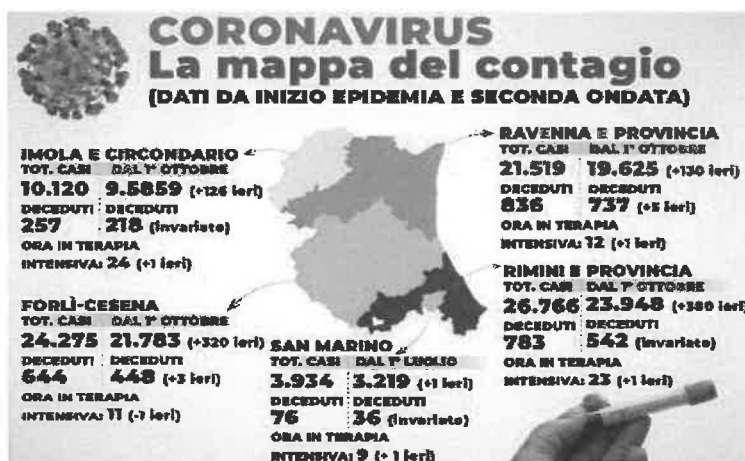 CORONAVIRUS
La mappa del contagio
(DATI DA INIZIO EPIDEMIA E SECONDA ONDATA)
IMOLA E CIRCONDARIO
TOT. CASI DAL 1° OTTOBRE
10.120 9.5859 (+126 ieri)
DECEDUTI DECEDUTI
257 218 (invariato)
ORA IN TERAPIA
INTENSIVA: 24 (+1 ieri)
RAVENNA E PROVINCIA
TOT. CASI DAL 1° OTTOBRE
21.519 19.625 (+130 ieri)
DECEDUTI DECEDUTI
836 737 (+5 ieri)
ORA IN TERAPIA
INTENSIVA: 12 (+1 ieri)
FORLÌ-CESENA
TOT. CASI DAL 1° OTTOBRE
24.275 21.783 (+320 ieri)
DECEDUTI DECEDUTI
644 448 (+3 ieri)
ORA IN TERAPIA
INTENSIVA: 11 (-1 ieri)
SAN MARINO
TOT. CASI DAL 1° LUGLIO
3.934 3.219 (+1 ieri)
DECEDUTI DECEDUTI
76 36 (invariato)
ORA IN TERAPIA
INTENSIVA: 9 (+ 1 ieri)
RIMINI E PROVINCIA
TOT. CASI DAL 1° OTTOBRE
26.766 23.948 (+380 ieri)
DECEDUTI DECEDUTI
783 542 (invariato)
ORA IN TERAPIA
INTENSIVA: 23 (+1 ieri)